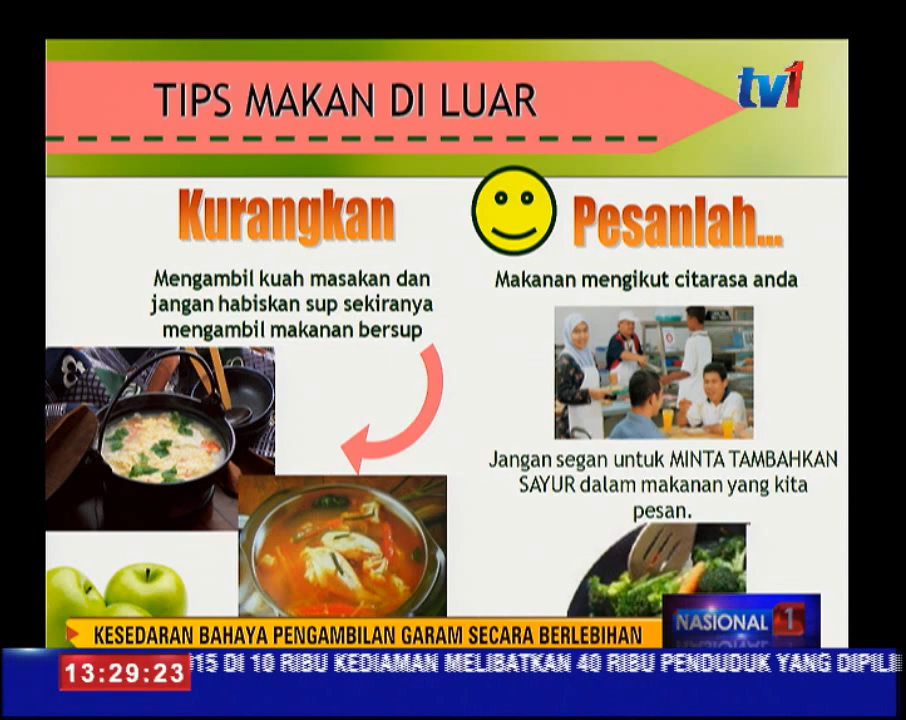 TIPS MAKAN DI LUAR
tv1
Kurangkan
Mengambil kuah masakan dan
jangan habiskan sup sekiranya
mengambil makanan bersup
Pesanlah...
Makanan mengikut citarasa anda
Jangan segan untuk MINTA TAMBAHKAN
SAYUR dalam makanan yang kita
pesan.
KESEDARAN BAHAYA PENGAMBILAN GARAM SECARA BERLEBIHAN
NASIONAL 1
13:29:23
15 DI 10 RIBU KEDIAMAN MELIBATKAN 40 RIBU PENDUDUK YANG DIPILI